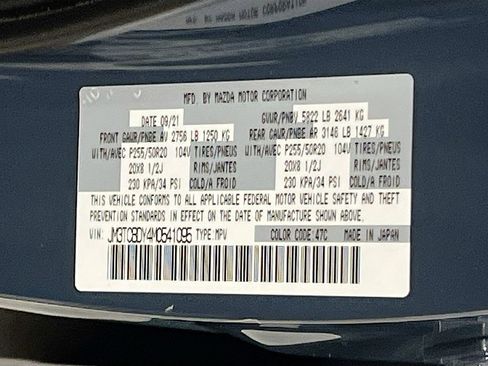 MFD. BY MAZDA MOTOR CORPORATION
DATE 09/21 GVWR/PNBV 5822 LB 2641 KG
FRONT GAWR/PNBE AV 2756 LB 1250 KG REAR GAWR/PNBE AR 3146 LB 1427 KG
WITH/AVEC P255/50R20 104V TIRES/PNEUS WITH/AVEC P255/50R20 104V TIRES/PNEUS
20X8 1/2J RIMS/JANTES 20X8 1/2J RIMS/JANTES
230 KPA/34 PSI COLD/A FROID 230 KPA/34 PSI COLD/A FROID
THIS VEHICLE CONFORMS TO ALL APPLICABLE FEDERAL MOTOR VEHICLE SAFETY AND THEFT
PREVENTION STANDARDS IN EFFECT ON THE DATE OF MANUFACTURE SHOWN ABOVE.
VIN: JM3TCBDY4M0541095 TYPE: MPV COLOR CODE: 47C MADE IN JAPAN